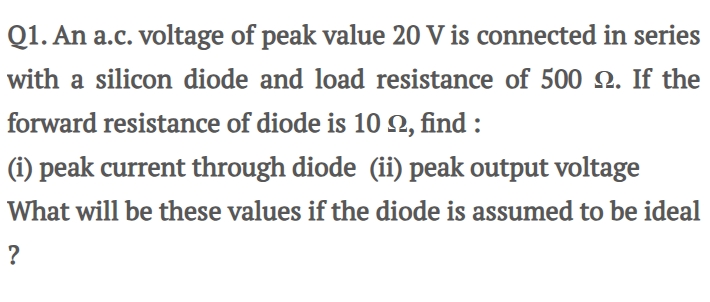 Q1. An a.c. voltage of peak value 20 V is connected in series
with a silicon diode and load resistance of 500 Ω. If the
forward resistance of diode is 10 Ω, find :
(i) peak current through diode (ii) peak output voltage
What will be these values if the diode is assumed to be ideal
?